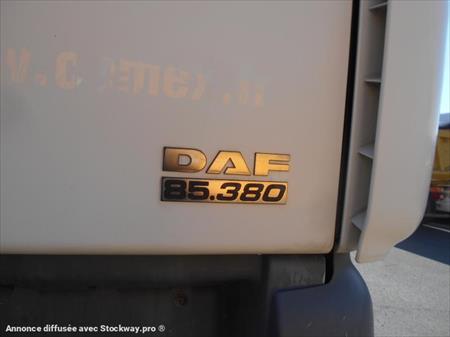 DAF
85.380
Annonce diffusée avec Stockway.pro ®